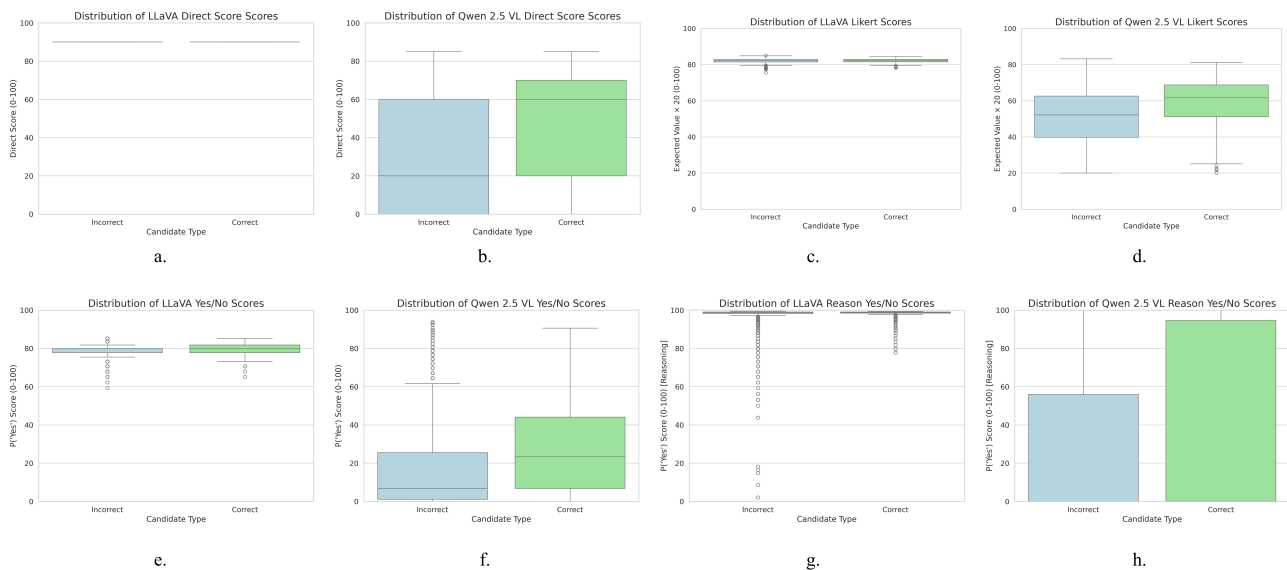 Distribution of LLaVA Direct Score Scores
100
80
60
40
20
0
Direct Score (0-100)
Incorrect
Correct
Candidate Type
a.
Distribution of Qwen 2.5 VL Direct Score Scores
100
80
60
40
20
0
Direct Score (0-100)
Incorrect
Correct
Candidate Type
b.
Distribution of LLaVA Likert Scores
100
80
60
40
20
0
Expected Value × 20 (0-100)
Incorrect
Correct
Candidate Type
c.
Distribution of Qwen 2.5 VL Likert Scores
100
80
60
40
20
0
Expected Value × 20 (0-100)
Incorrect
Correct
Candidate Type
d.
Distribution of LLaVA Yes/No Scores
100
80
60
40
20
0
P('Yes') Score (0-100)
Incorrect
Correct
Candidate Type
e.
Distribution of Qwen 2.5 VL Yes/No Scores
100
80
60
40
20
0
P('Yes') Score (0-100)
Incorrect
Correct
Candidate Type
f.
Distribution of LLaVA Reason Yes/No Scores
100
80
60
40
20
0
P('Yes') Score (0-100) [Reasoning]
Incorrect
Correct
Candidate Type
g.
Distribution of Qwen 2.5 VL Reason Yes/No Scores
100
80
60
40
20
0
P('Yes') Score (0-100) [Reasoning]
Incorrect
Correct
Candidate Type
h.